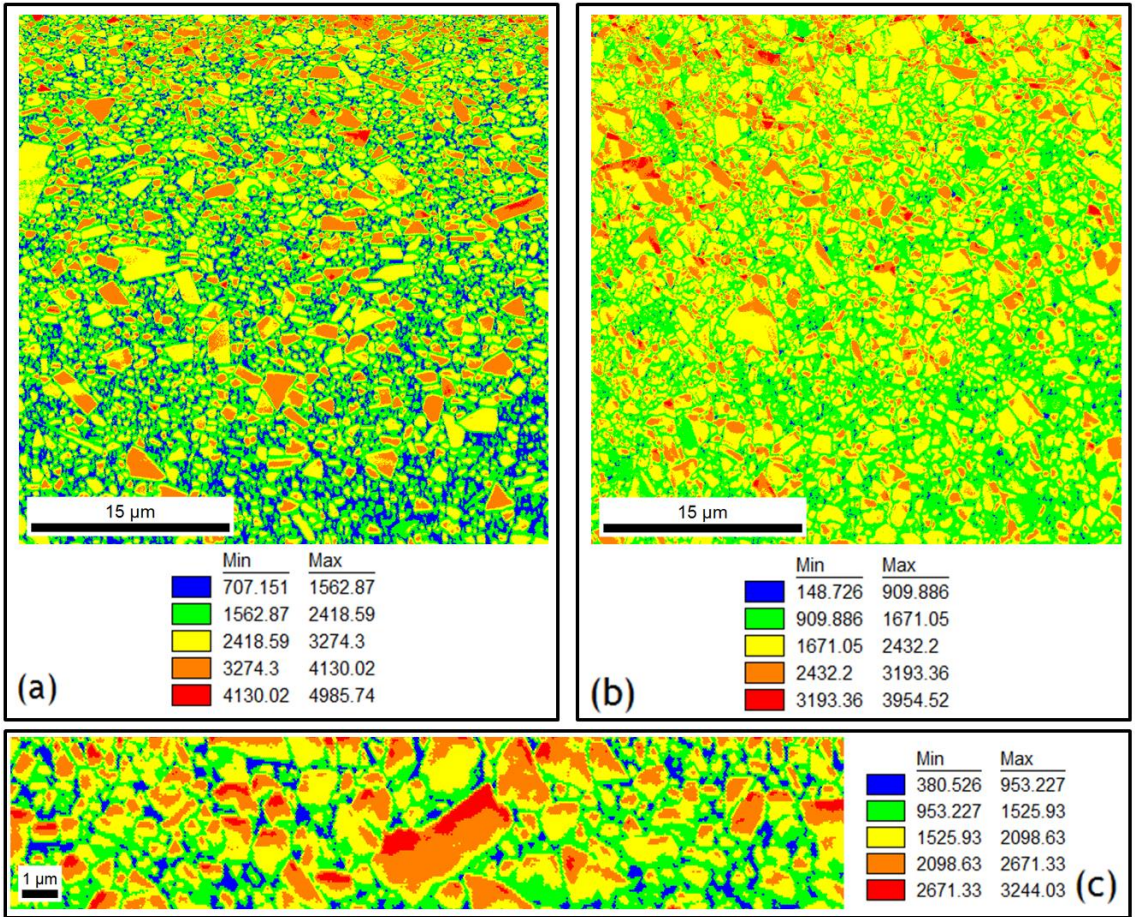 15 µm
Min Max
707.151 1562.87
1562.87 2418.59
2418.59 3274.3
3274.3 4130.02
4130.02 4985.74
(a)
15 µm
Min Max
148.726 909.886
909.886 1671.05
1671.05 2432.2
2432.2 3193.36
3193.36 3954.52
(b)
1 µm
Min Max
380.526 953.227
953.227 1525.93
1525.93 2098.63
2098.63 2671.33
2671.33 3244.03
(c)